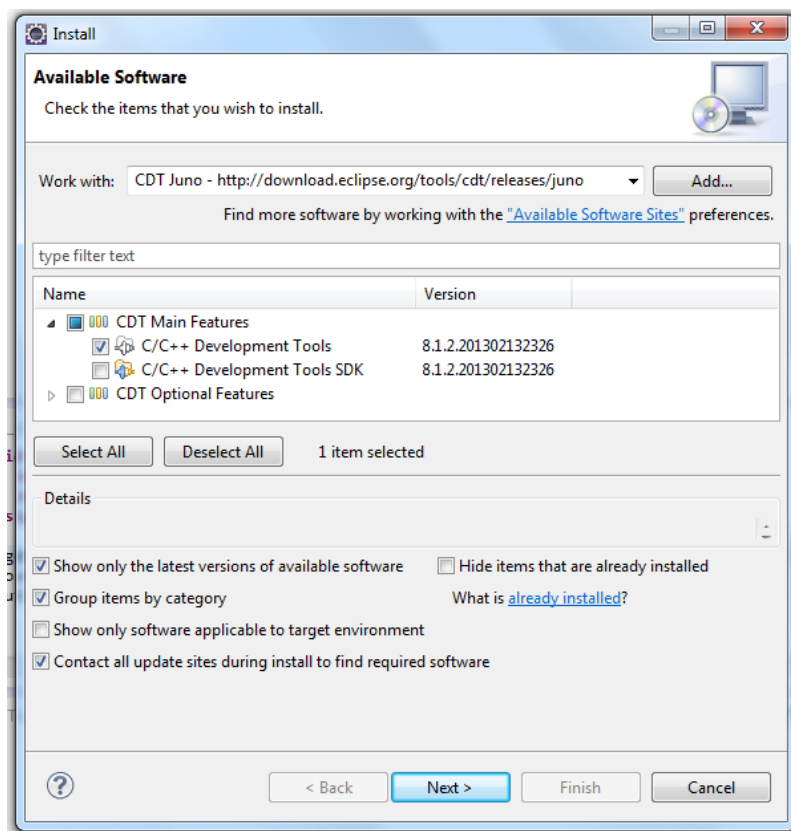 Install
Available Software
Check the items that you wish to install.
Work with: CDT Juno - http://download.eclipse.org/tools/cdt/releases/juno Add...
Find more software by working with the "Available Software Sites" preferences.
type filter text
Name Version
CDT Main Features
C/C++ Development Tools 8.1.2.201302132326
C/C++ Development Tools SDK 8.1.2.201302132326
CDT Optional Features
Select All Deselect All 1 item selected
Details
Show only the latest versions of available software Hide items that are already installed
Group items by category What is already installed?
Show only software applicable to target environment
Contact all update sites during install to find required software
? < Back Next > Finish Cancel